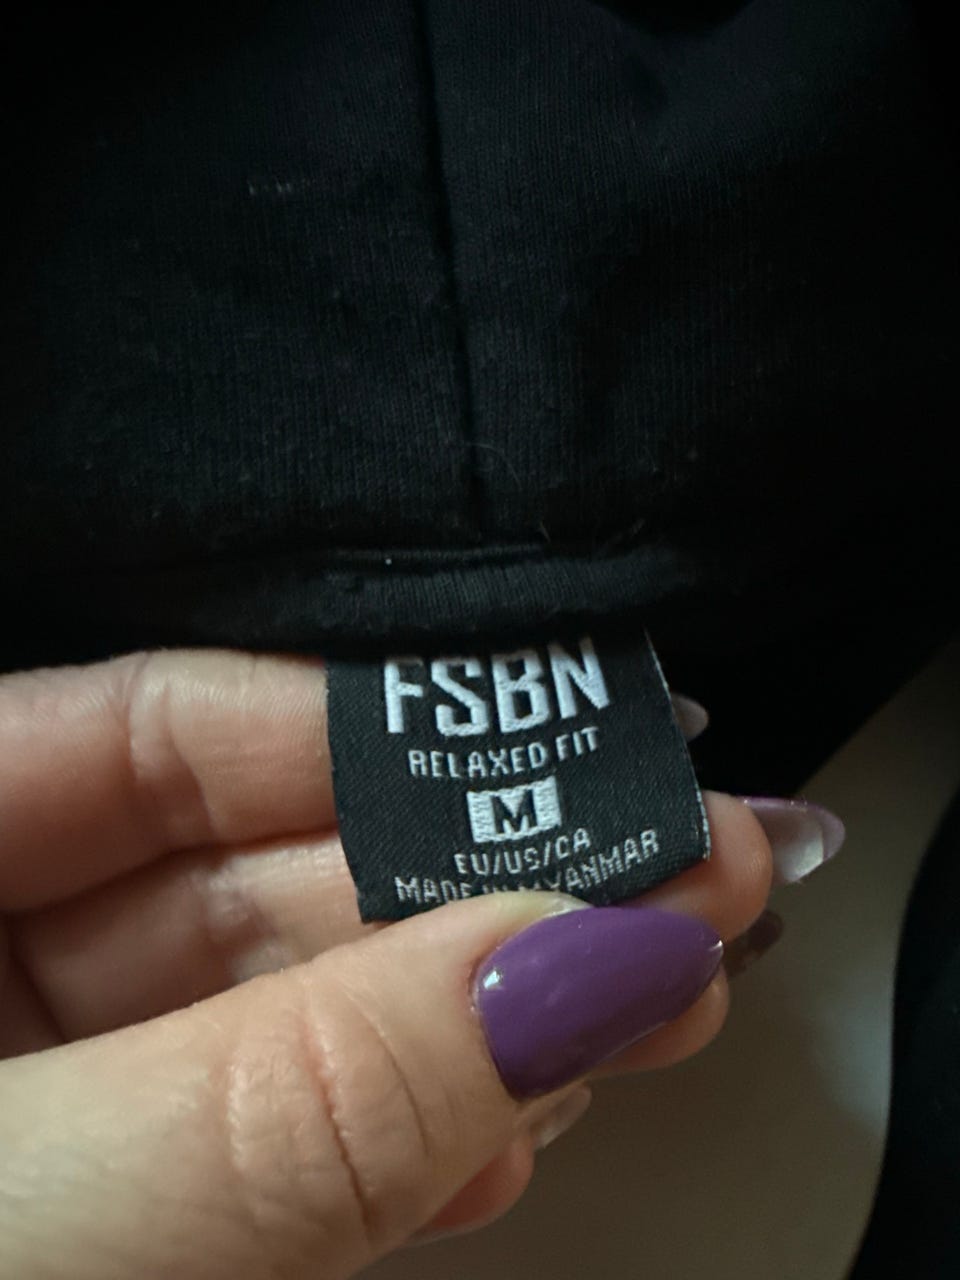 FSBN
RELAXED FIT
M
EU/US/CA
MADE IN MYANMAR